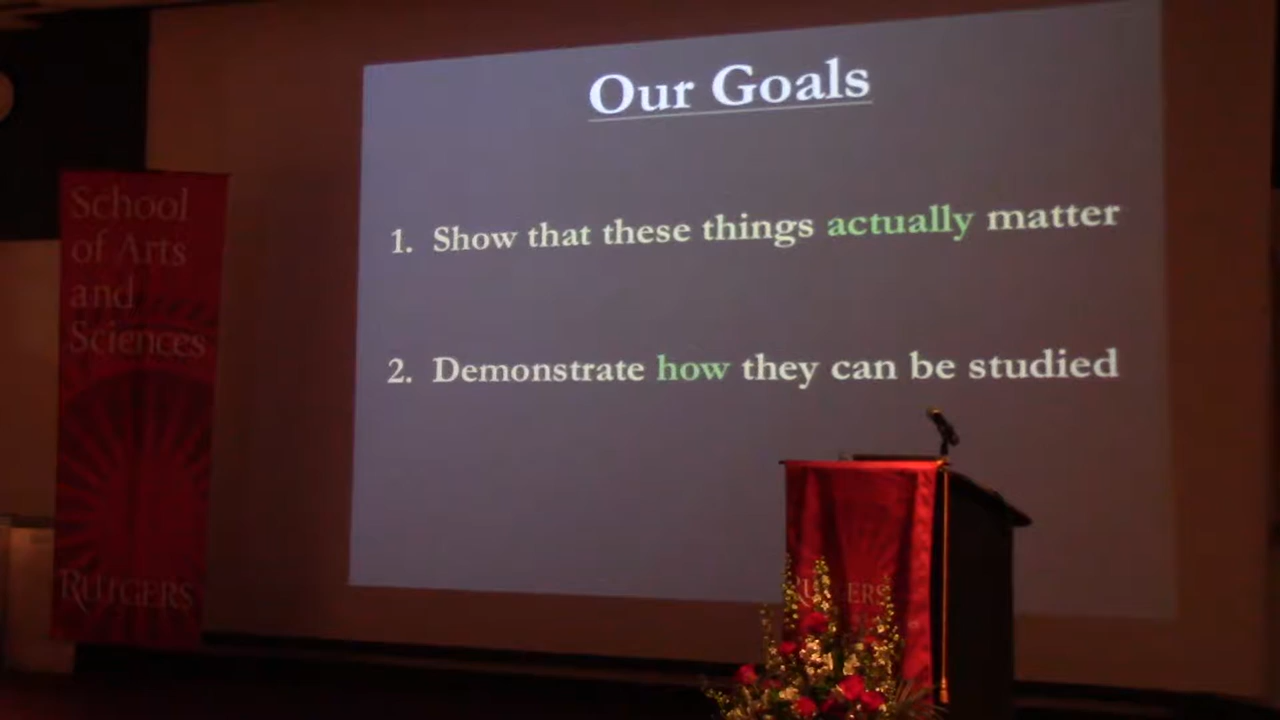 Our Goals
1. Show that these things actually matter
2. Demonstrate how they can be studied
School
of Arts
and
Sciences
RUTGERS